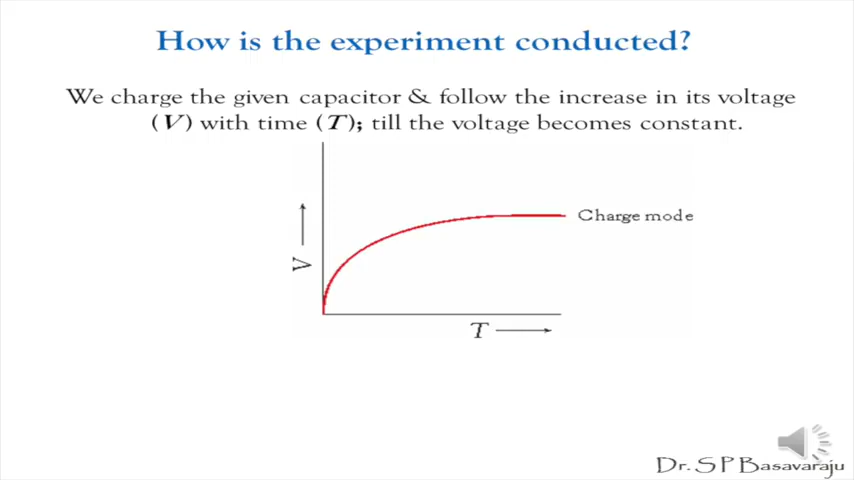 How is the experiment conducted?
We charge the given capacitor & follow the increase in its voltage
(V) with time (T); till the voltage becomes constant.
Charge mode
V
T
Dr. S P Basavaraju